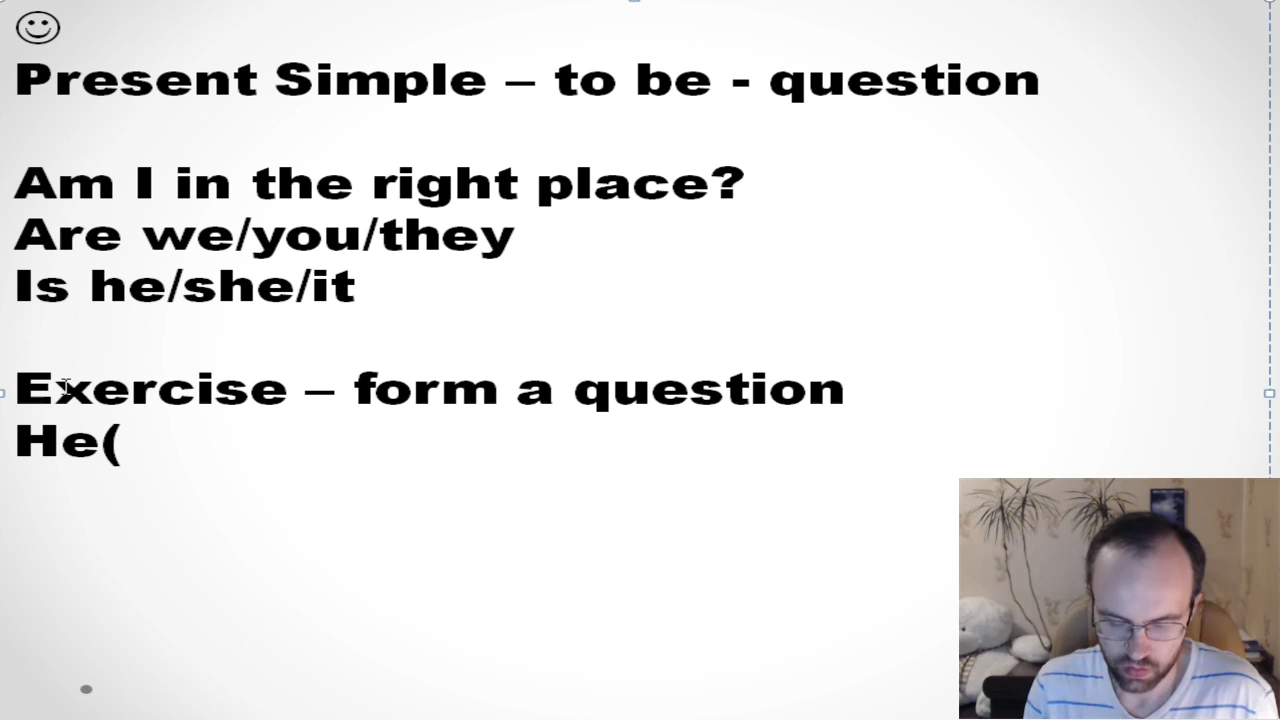 Present Simple – to be - question
Am I in the right place?
Are we/you/they
Is he/she/it
Exercise – form a question
He(